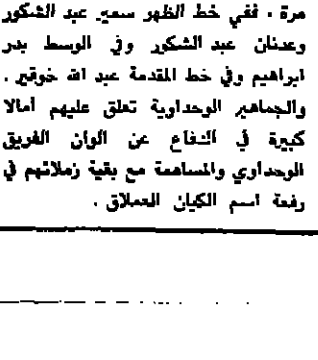 مرة . ففي خط الظهر سمير عبد الشكور
وعدنان عبد الشكور وفي الوسط بدر
ابراهيم وفي خط المقدمة عبد الله خوقير .
والجماهير الوحداوية تعلق عليهم أمالا
كبيرة في الدفاع عن الوان الفريق
الوحداوي والمساهمة مع بقية زملائهم في
رفعة اسم الكيان العملاق .